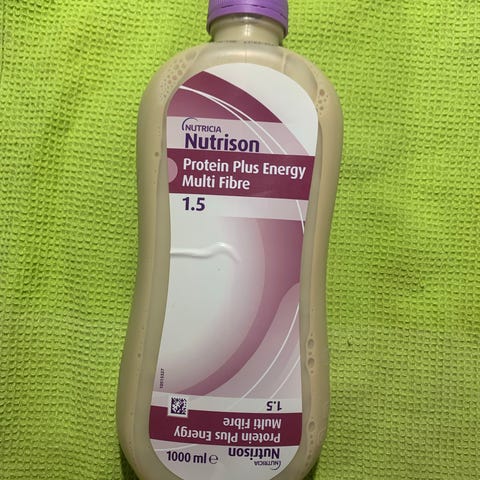 NUTRICIA
Nutrison
Protein Plus Energy
Multi Fibre
1.5
1.5
Multi Fibre
Protein Plus Energy
Nutrison
NUTRICIA
1000 ml ℮